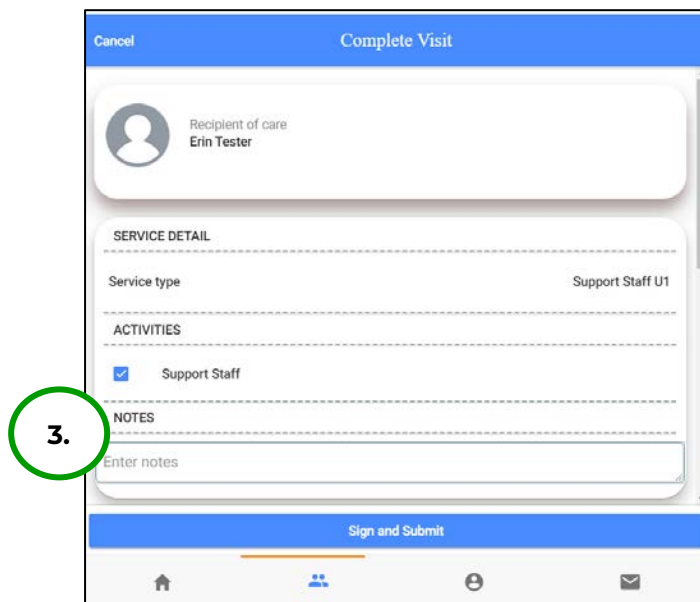 Cancel Complete Visit
Recipient of care
Erin Tester
SERVICE DETAIL
Service type Support Staff U1
ACTIVITIES
Support Staff
NOTES
3.
Enter notes
Sign and Submit